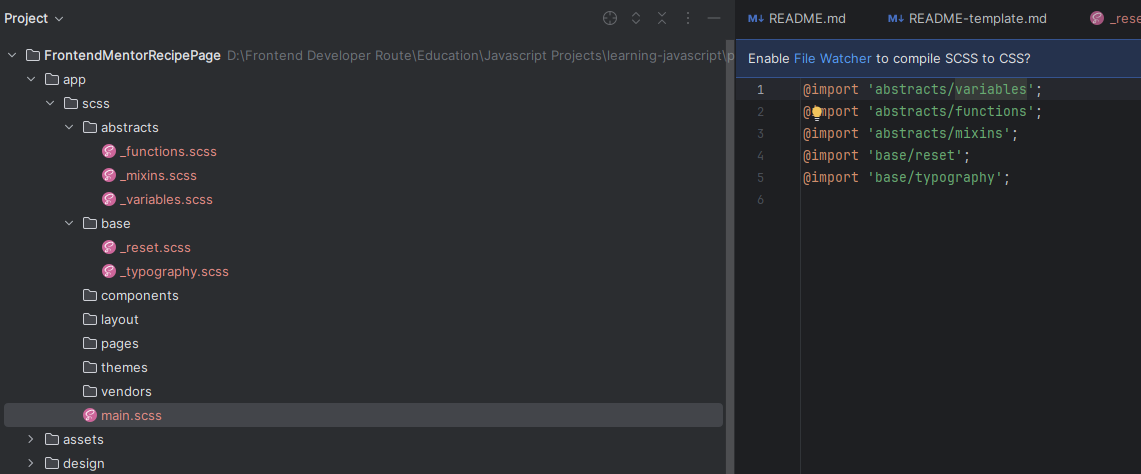 Project
FrontendMentorRecipePage D:\Frontend Developer Route\Education\Javascript Projects\learning-javascript\p
app
scss
abstracts
_functions.scss
_mixins.scss
_variables.scss
base
_reset.scss
_typography.scss
components
layout
pages
themes
vendors
main.scss
assets
design
M↓ README.md
M↓ README-template.md
_rese
Enable File Watcher to compile SCSS to CSS?
1 @import 'abstracts/variables';
2 @import 'abstracts/functions';
3 @import 'abstracts/mixins';
4 @import 'base/reset';
5 @import 'base/typography';
6